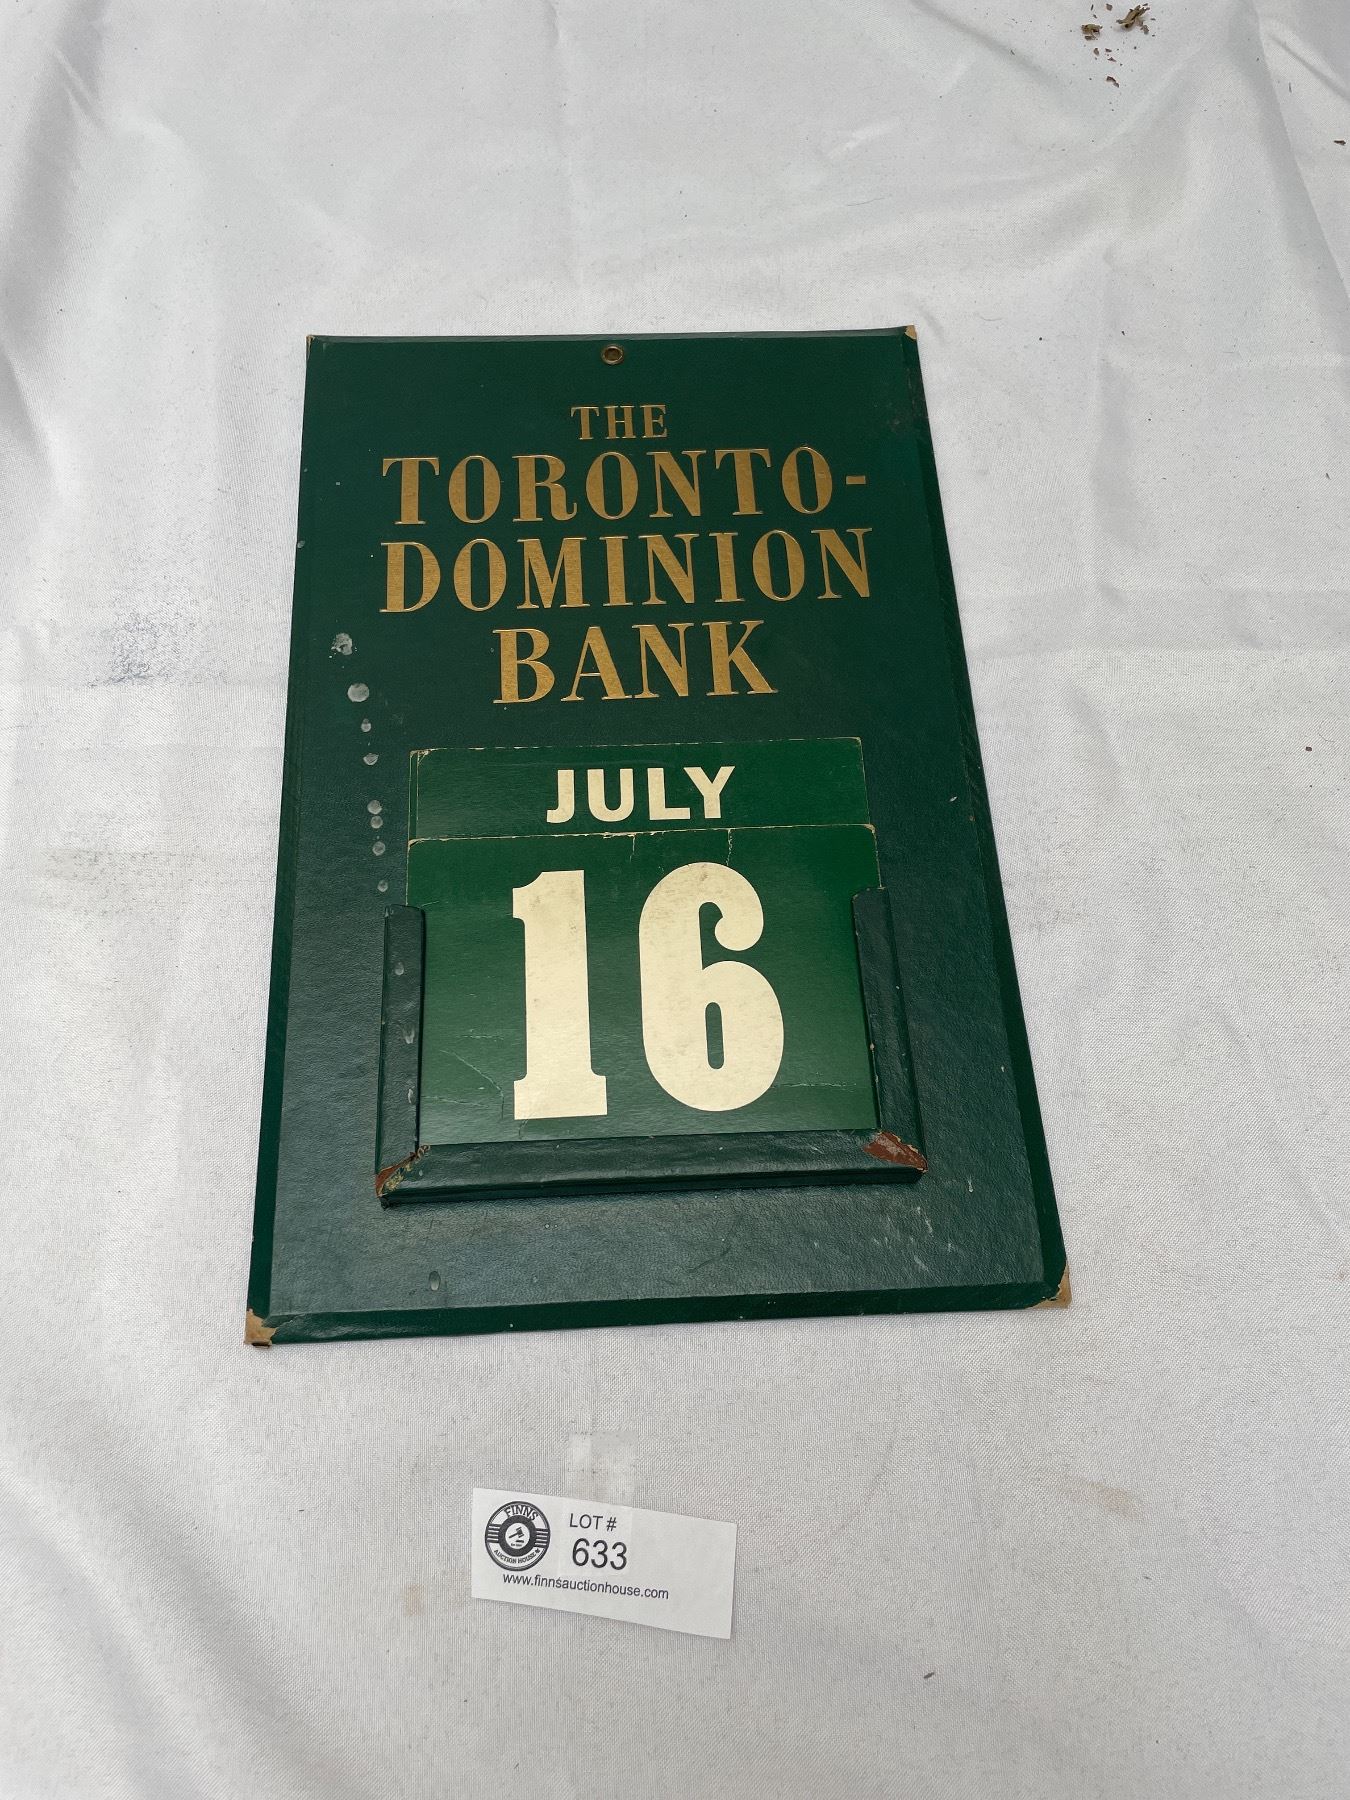 THE
TORONTO-
DOMINION
BANK
JULY
16
FINNS
AUCTION HOUSE
LOT #
633
www.finnsauctionhouse.com